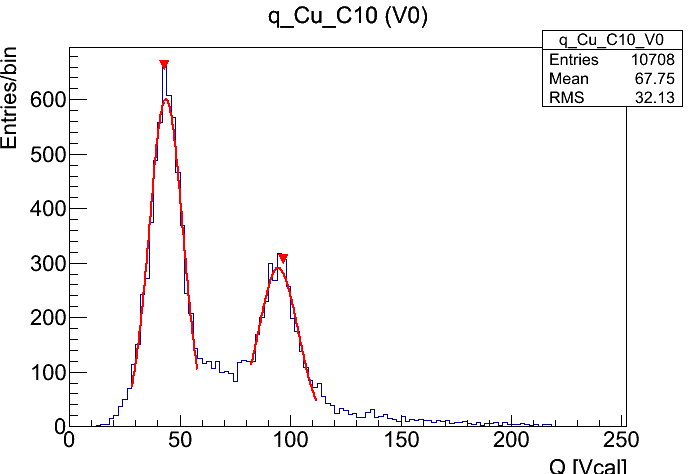 q_Cu_C10 (V0)
q_Cu_C10_V0
Entries 10708
Mean 67.75
RMS 32.13
Entries/bin
600
500
400
300
200
100
0
0 50 100 150 200 250
Q [Vcal]